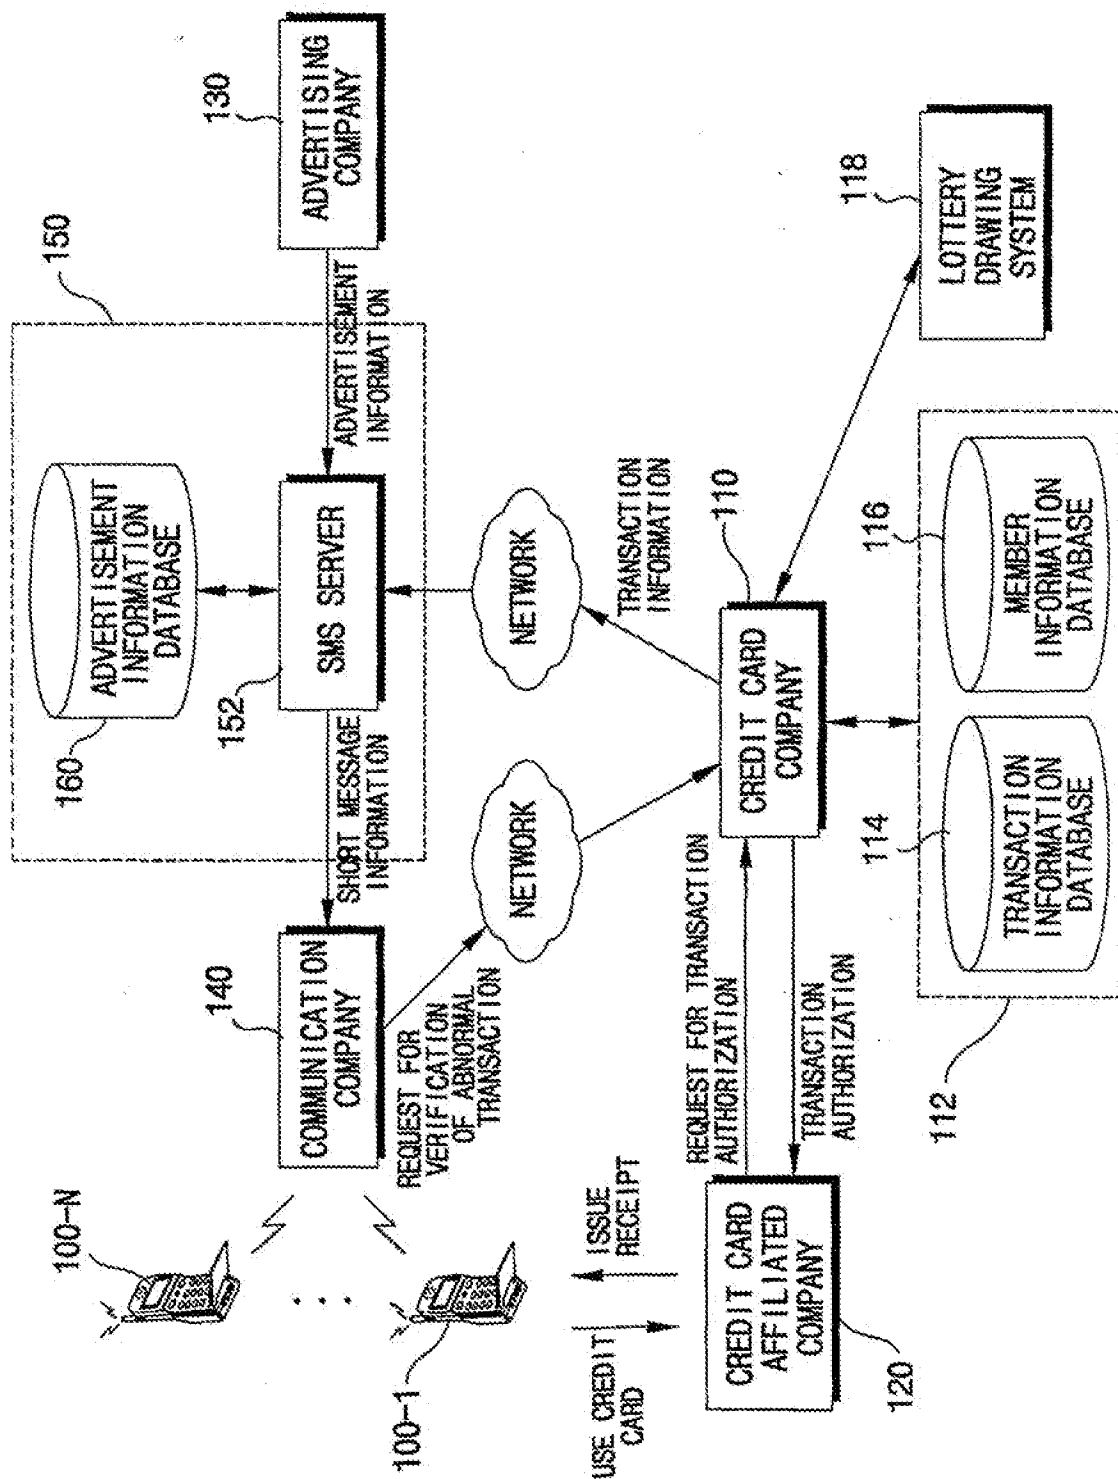 100-N
100-1
140
COMMUNICATION
COMPANY
SHORT MESSAGE
INFORMATION
160
ADVERTISEMENT
INFORMATION
DATABASE
152
SMS SERVER
150
ADVERTISEMENT
INFORMATION
130
ADVERTISING
COMPANY
REQUEST FOR
VERIFICATION
OF ABNORMAL
TRANSACTION
NETWORK
NETWORK
TRANSACTION
INFORMATION
USE CREDIT
CARD
ISSUE
RECEIPT
CREDIT CARD
AFFILIATED
COMPANY
120
REQUEST FOR TRANSACTION
AUTHORIZATION
TRANSACTION
AUTHORIZATION
110
CREDIT CARD
COMPANY
118
LOTTERY
DRAWING
SYSTEM
112
114
TRANSACTION
INFORMATION
DATABASE
116
MEMBER
INFORMATION
DATABASE